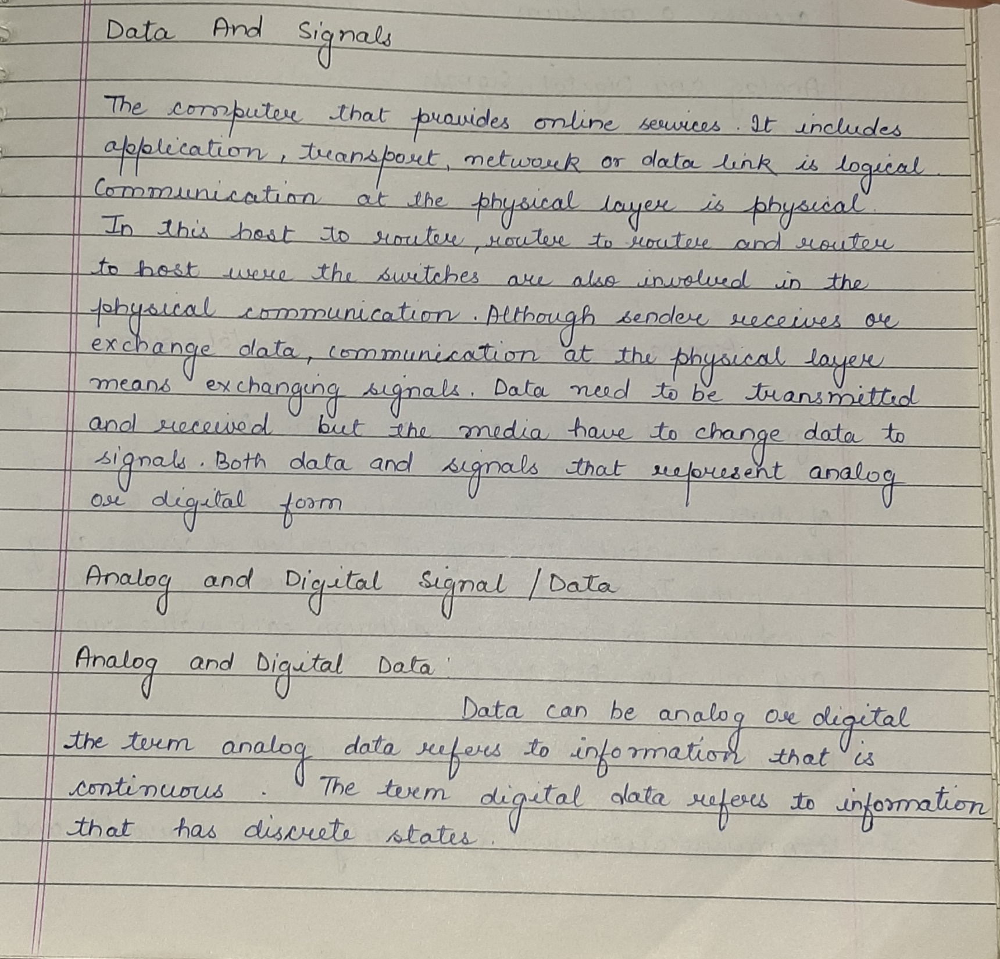 Data And Signals
The computer that provides online services. It includes
application, transport, network or data link is logical.
Communication at the physical layer is physical.
In this host to router, router to router and router
to host were the switches are also involved in the
physical communication. Although sender receives or
exchange data, communication at the physical layer
means exchanging signals. Data need to be transmitted
and received but the media have to change data to
signals. Both data and signals that represent analog
or digital form
Analog and Digital Signal / Data
Analog and Digital Data:
Data can be analog or digital
the term analog data refers to information that is
continuous. The term digital data refers to information
that has discrete states.